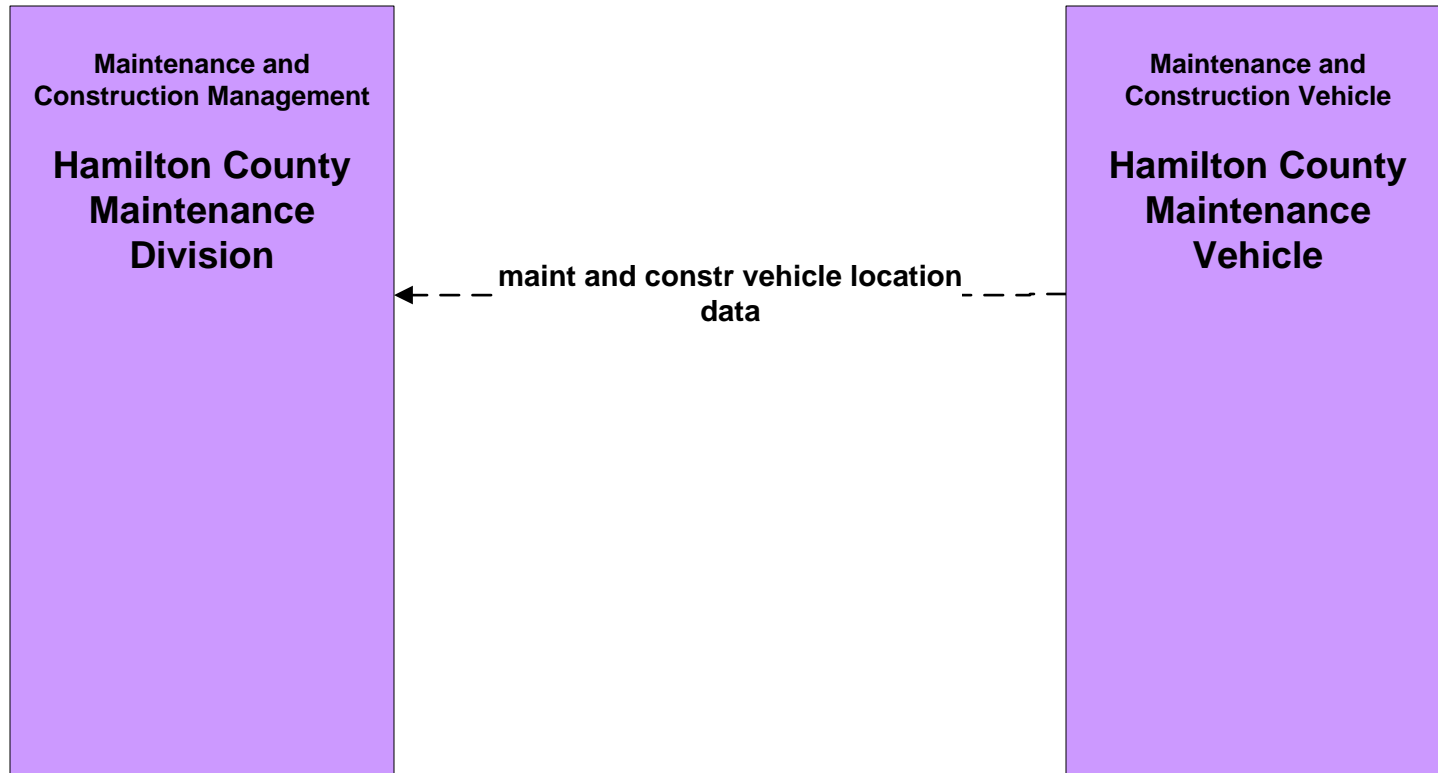 Maintenance and
Construction Management
Hamilton County
Maintenance
Division
maint and constr vehicle location
data
Maintenance and
Construction Vehicle
Hamilton County
Maintenance
Vehicle